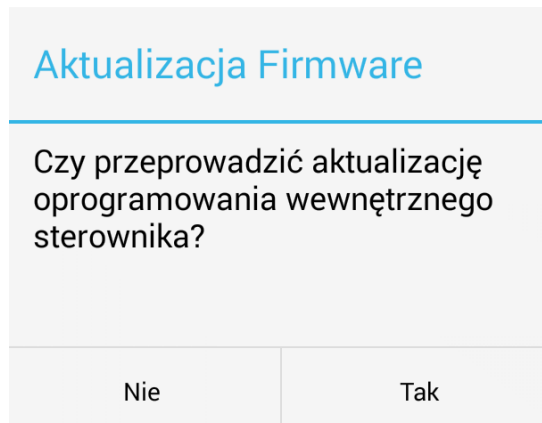 Aktualizacja Firmware
Czy przeprowadzić aktualizację
oprogramowania wewnętrznego
sterownika?
Nie
Tak